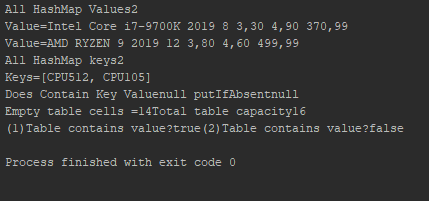 All HashMap Values2
Value=Intel Core i7-9700K 2019 8 3,30 4,90 370,99
Value=AMD RYZEN 9 2019 12 3,80 4,60 499,99
All HashMap keys2
Keys=[CPU512, CPU105]
Does Contain Key Valuenull putIfAbsentnull
Empty table cells =14Total table capacity16
(1)Table contains value?true(2)Table contains value?false
Process finished with exit code 0